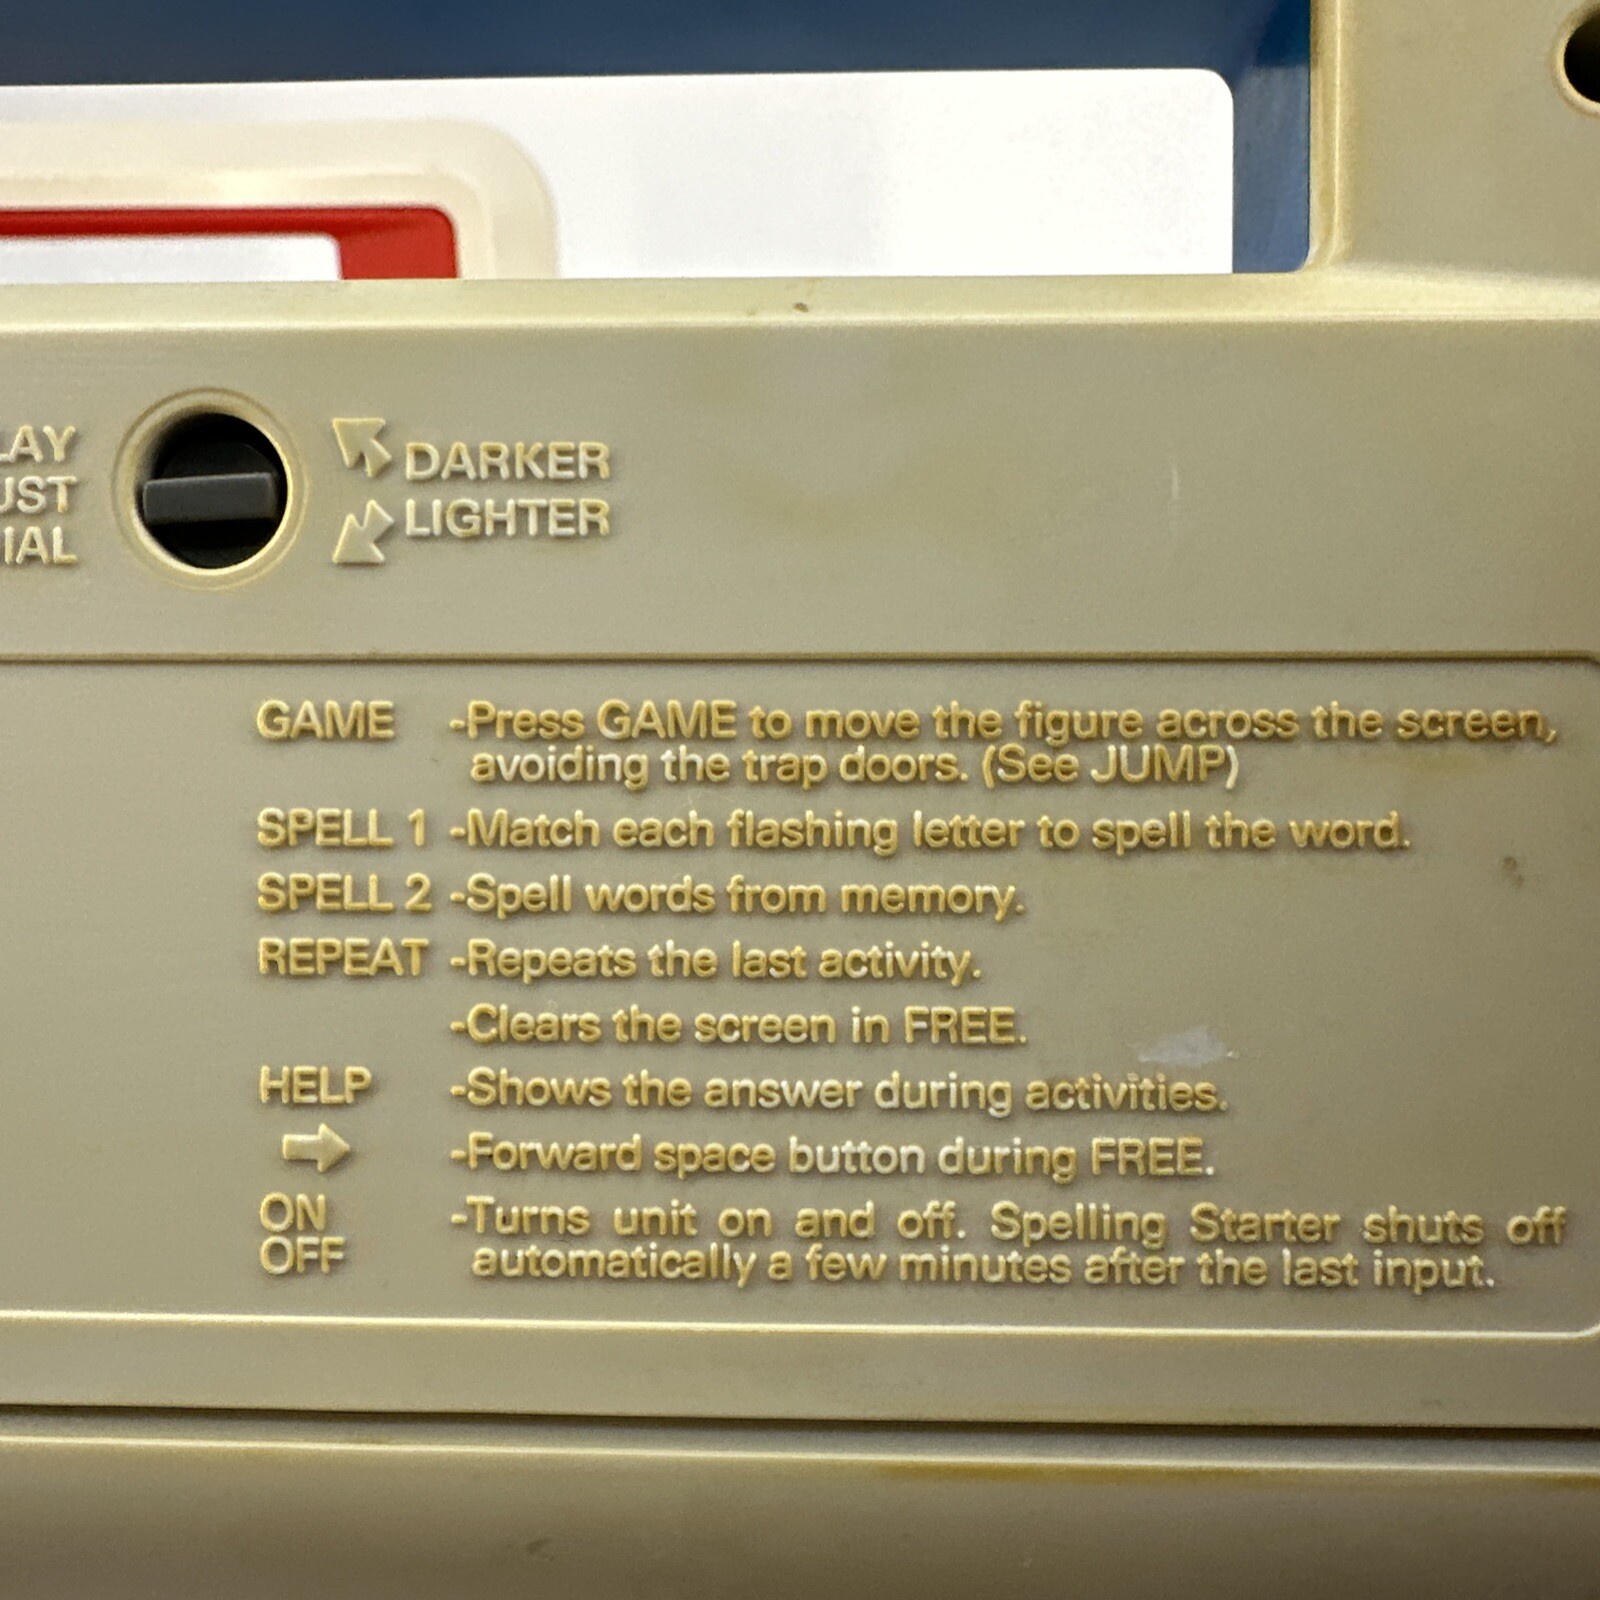 LAY
UST
IAL
DARKER
LIGHTER
GAME -Press GAME to move the figure across the screen,
avoiding the trap doors. (See JUMP)
SPELL 1 -Match each flashing letter to spell the word.
SPELL 2 -Spell words from memory.
REPEAT -Repeats the last activity.
-Clears the screen in FREE.
HELP -Shows the answer during activities.
➡ -Forward space button during FREE.
ON -Turns unit on and off. Spelling Starter shuts off
OFF automatically a few minutes after the last input.